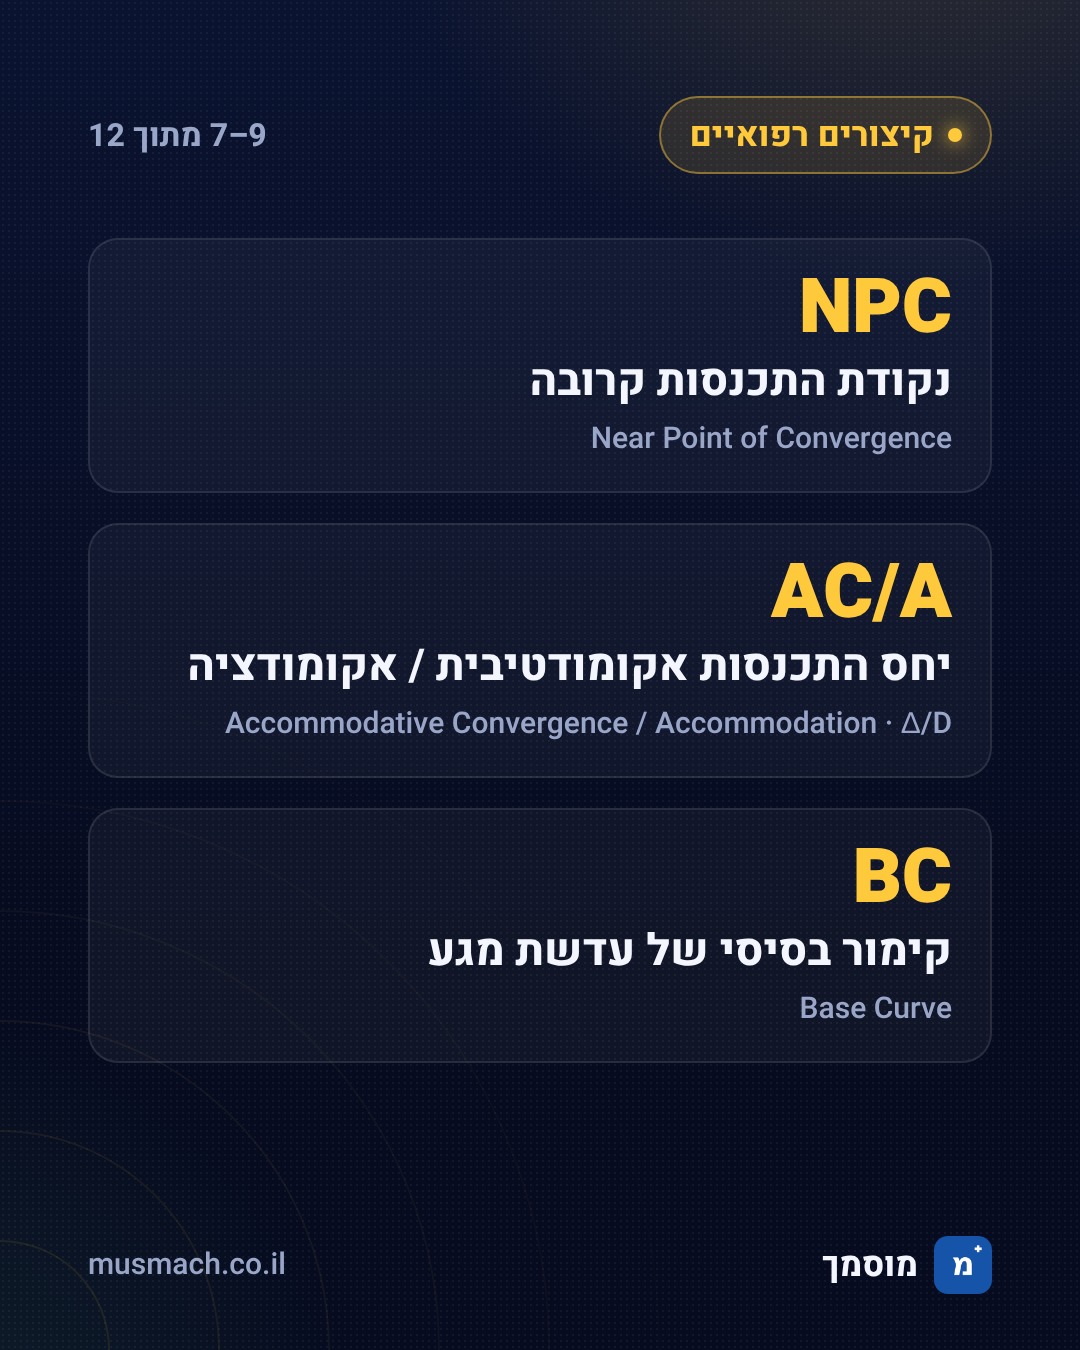 קיצורים רפואיים
7–9 מתוך 12
NPC
נקודת התכנסות קרובה
Near Point of Convergence
AC/A
יחס התכנסות אקומודטיבית / אקומודציה
Accommodative Convergence / Accommodation · Δ/D
BC
קימור בסיסי של עדשת מגע
Base Curve
מ
מוסמך
musmach.co.il